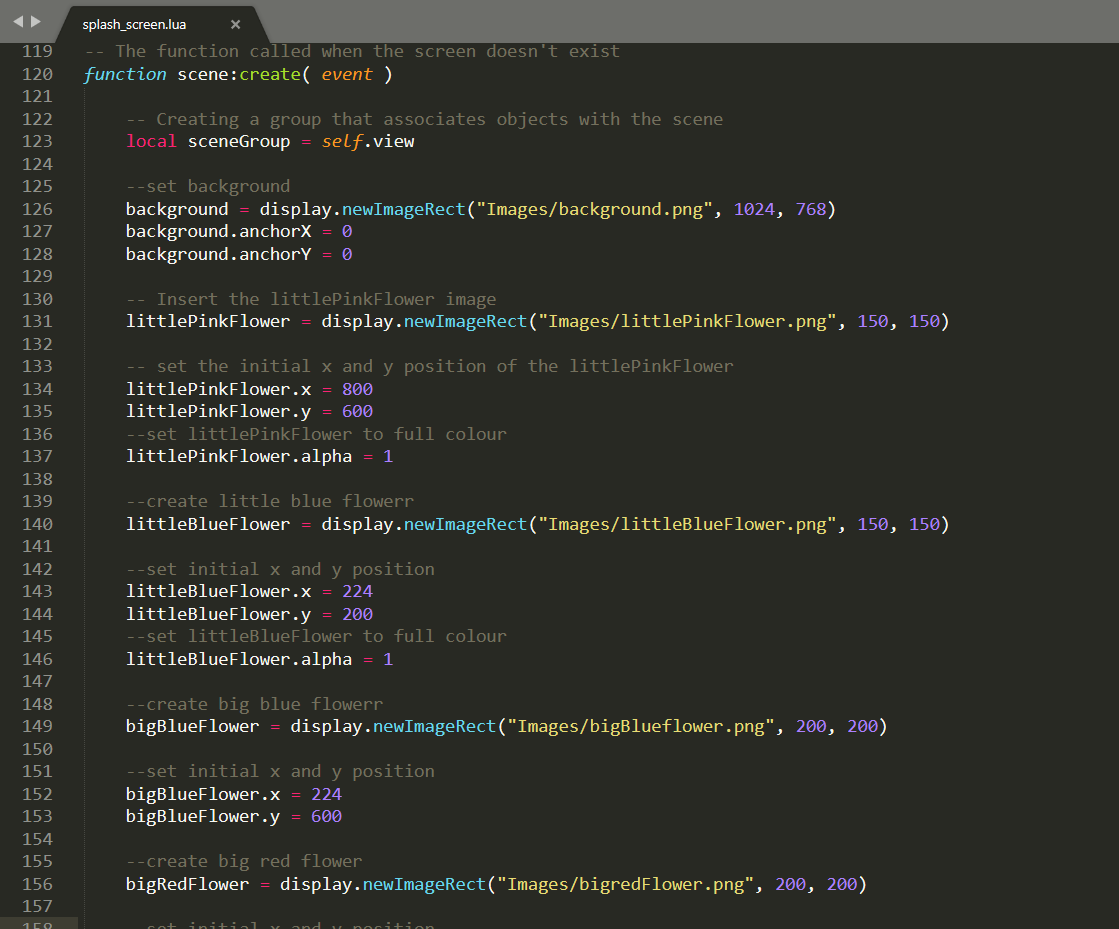 splash_screen.lua ×
119 -- The function called when the screen doesn't exist
120 function scene:create( event )
121
122 -- Creating a group that associates objects with the scene
123 local sceneGroup = self.view
124
125 --set background
126 background = display.newImageRect("Images/background.png", 1024, 768)
127 background.anchorX = 0
128 background.anchorY = 0
129
130 -- Insert the littlePinkFlower image
131 littlePinkFlower = display.newImageRect("Images/littlePinkFlower.png", 150, 150)
132
133 -- set the initial x and y position of the littlePinkFlower
134 littlePinkFlower.x = 800
135 littlePinkFlower.y = 600
136 --set littlePinkFlower to full colour
137 littlePinkFlower.alpha = 1
138
139 --create little blue flowerr
140 littleBlueFlower = display.newImageRect("Images/littleBlueFlower.png", 150, 150)
141
142 --set initial x and y position
143 littleBlueFlower.x = 224
144 littleBlueFlower.y = 200
145 --set littleBlueFlower to full colour
146 littleBlueFlower.alpha = 1
147
148 --create big blue flowerr
149 bigBlueFlower = display.newImageRect("Images/bigBlueflower.png", 200, 200)
150
151 --set initial x and y position
152 bigBlueFlower.x = 224
153 bigBlueFlower.y = 600
154
155 --create big red flower
156 bigRedFlower = display.newImageRect("Images/bigredFlower.png", 200, 200)
157
158 --set initial x and y position